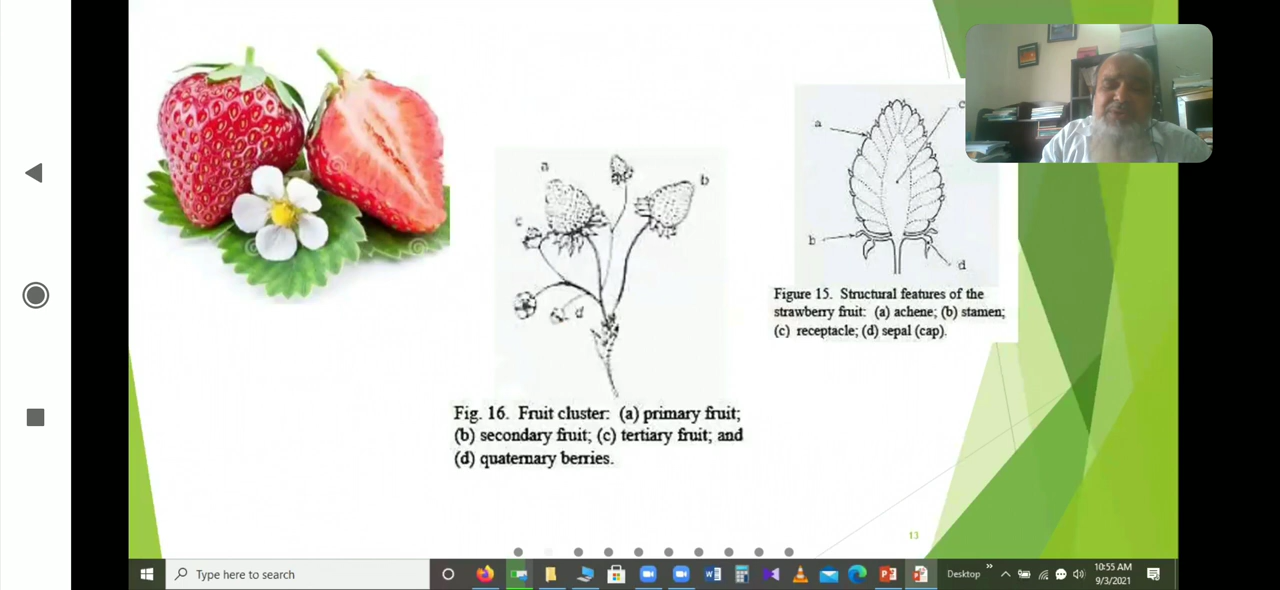 a
b
c
d
Fig. 16. Fruit cluster: (a) primary fruit;
(b) secondary fruit; (c) tertiary fruit; and
(d) quaternary berries.
a
c
b
d
Figure 15. Structural features of the
strawberry fruit: (a) achene; (b) stamen;
(c) receptacle; (d) sepal (cap).
13
Type here to search
Desktop
10:55 AM
9/3/2021